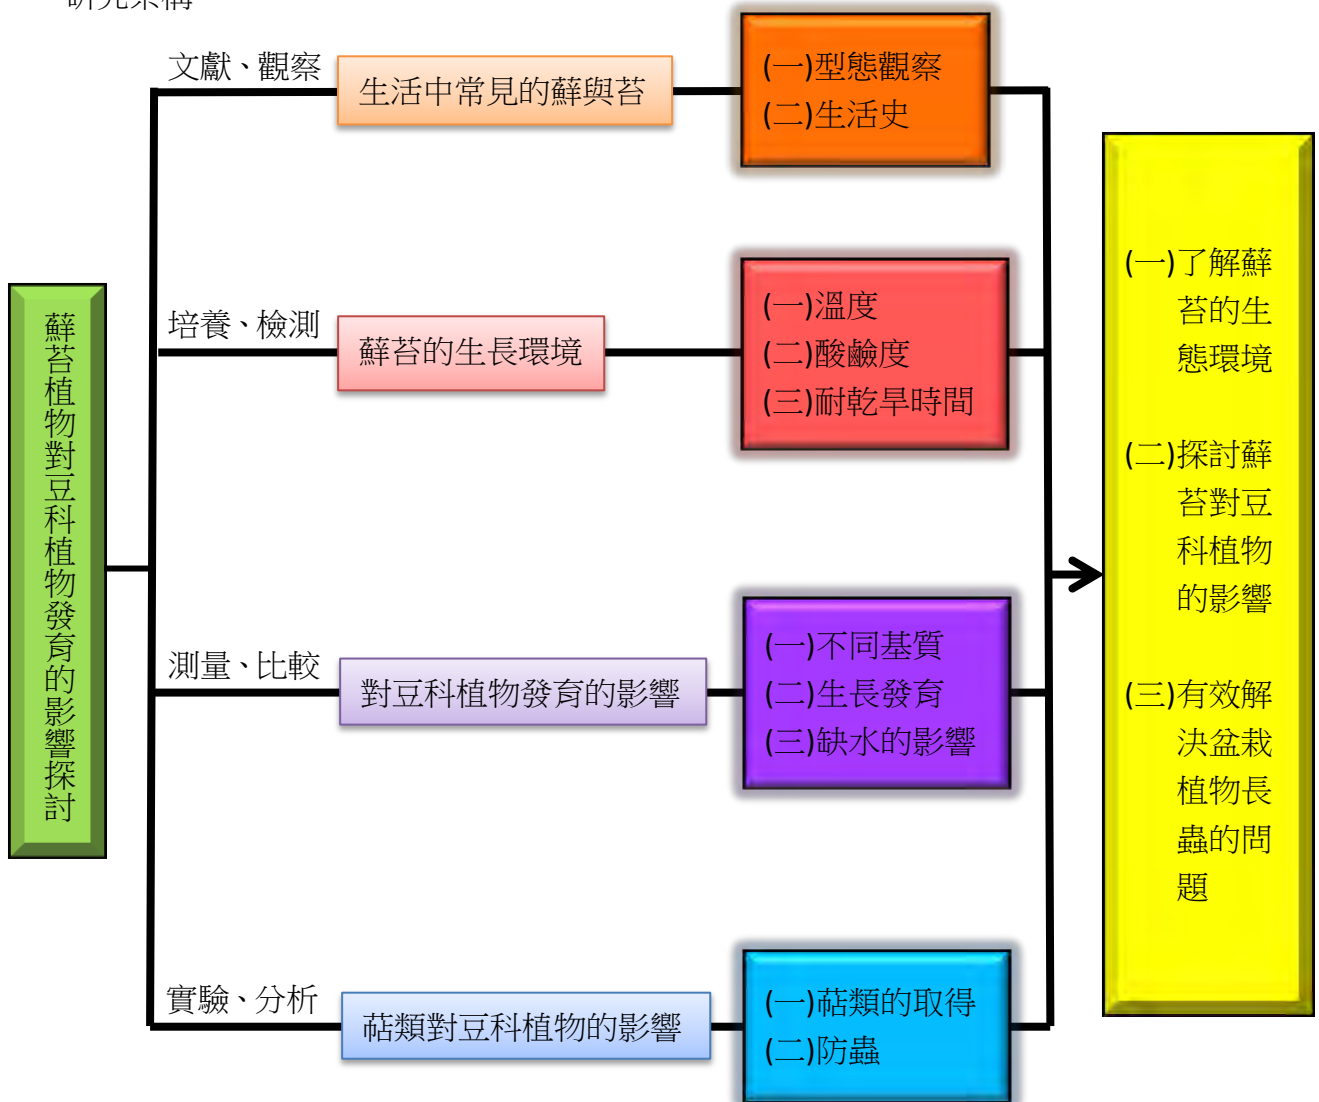 研究架構
蘚苔植物對豆科植物發育的影響探討
文獻、觀察
生活中常見的蘚與苔
(一)型態觀察
(二)生活史
培養、檢測
蘚苔的生長環境
(一)溫度
(二)酸鹼度
(三)耐乾旱時間
測量、比較
對豆科植物發育的影響
(一)不同基質
(二)生長發育
(三)缺水的影響
實驗、分析
萜類對豆科植物的影響
(一)萜類的取得
(二)防蟲
(一)了解蘚
苔的生
態環境
(二)探討蘚
苔對豆
科植物
的影響
(三)有效解
決盆栽
植物長
蟲的問
題